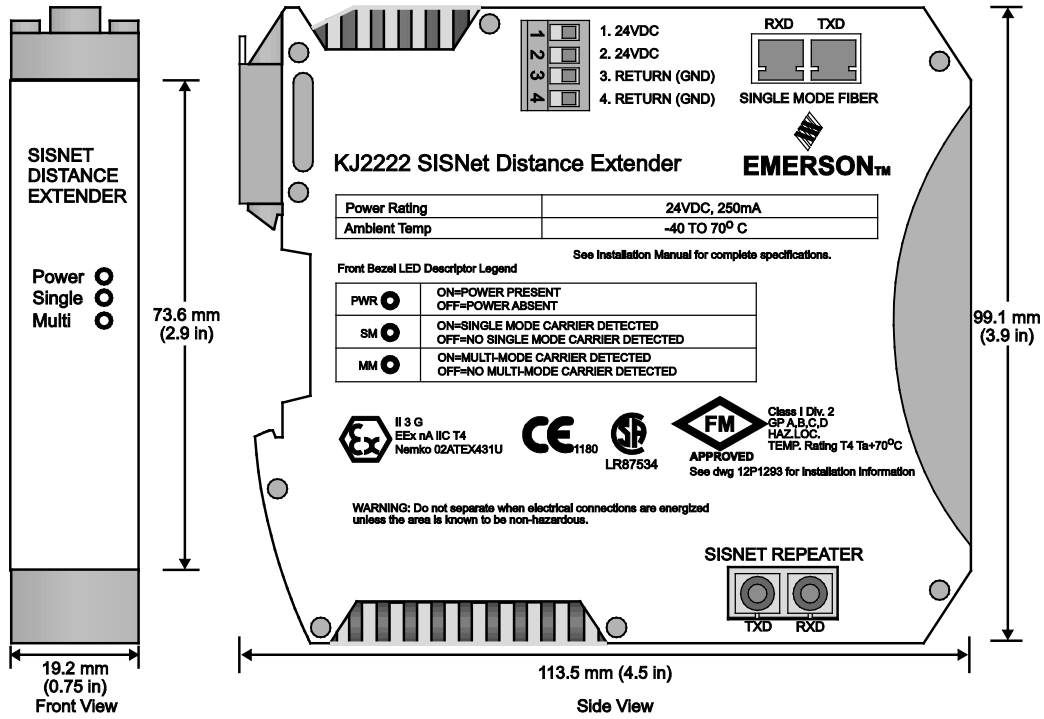 SISNET
DISTANCE
EXTENDER
Power
Single
Multi
73.6 mm
(2.9 in)
19.2 mm
(0.75 in)
Front View
1
2
3
4
1. 24VDC
2. 24VDC
3. RETURN (GND)
4. RETURN (GND)
RXD TXD
SINGLE MODE FIBER
KJ2222 SISNet Distance Extender
EMERSON™
Power Rating 24VDC, 250mA
Ambient Temp -40 TO 70⁰ C
See Installation Manual for complete specifications.
Front Bezel LED Descriptor Legend
PWR ON=POWER PRESENT
OFF=POWER ABSENT
SM ON=SINGLE MODE CARRIER DETECTED
OFF=NO SINGLE MODE CARRIER DETECTED
MM ON=MULTI-MODE CARRIER DETECTED
OFF=NO MULTI-MODE CARRIER DETECTED
Ex
II 3 G
EEx nA IIC T4
Nemko 02ATEX431U
CE 1180
SA
LR87534
FM
APPROVED
Class I Div. 2
GP A,B,C,D
HAZ.LOC.
TEMP. Rating T4 Ta+70⁰C
See dwg 12P1293 for Installation Information
WARNING: Do not separate when electrical connections are energized
unless the area is known to be non-hazardous.
SISNET REPEATER
TXD RXD
99.1 mm
(3.9 in)
113.5 mm (4.5 in)
Side View